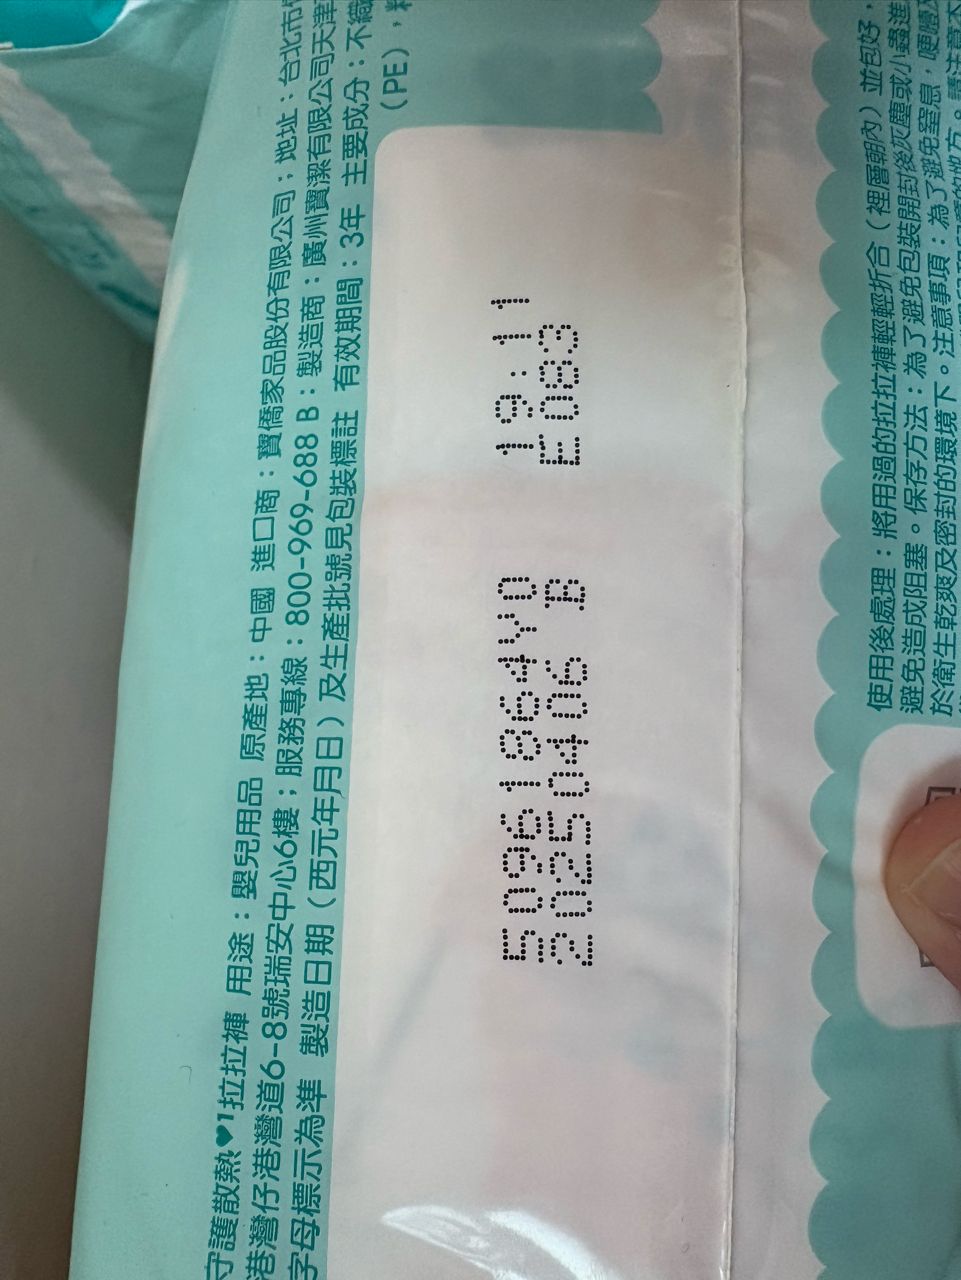 守護散熱♥1拉拉褲 用途：嬰兒用品 原產地：中國 進口商：寶僑家品股份有限公司；地址：台北市
港灣仔港灣道6-8號瑞安中心6樓；服務專線：800-969-688 B：製造商：廣州寶潔有限公司天津
字母標示為準 製造日期（西元年月日）及生產批號見包裝標註 有效期間：3年 主要成分：不織
（PE），
50961864Y0 19:11
20250406 B E083
使用後處理：將用過的拉拉褲輕輕折合（裡層朝內）並包好，
避免造成阻塞。保存方法：為了避免包裝開封後灰塵或小蟲進
於衛生乾爽及密封的環境下。注意事項：為了避免窒息，哽噎及